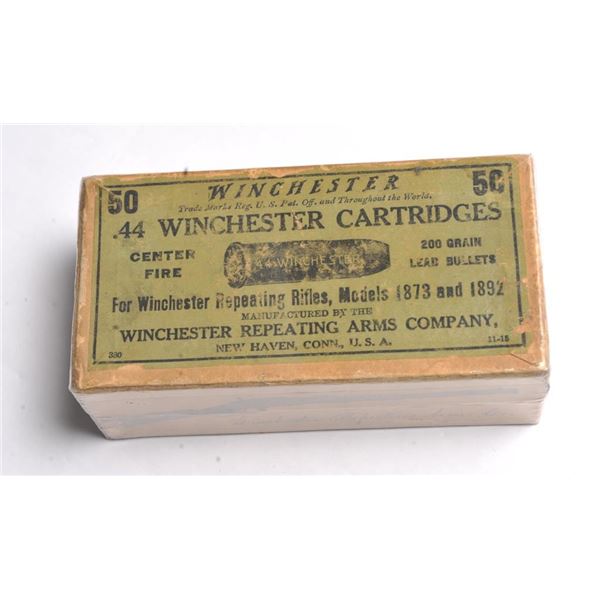 50 WINCHESTER 50
Trade Marks Reg. U.S. Pat. Off. and Throughout the World.
.44 WINCHESTER CARTRIDGES
CENTER FIRE
.44 WINCHESTER
200 GRAIN LEAD BULLETS
For Winchester Repeating Rifles, Models 1873 and 1892
MANUFACTURED BY THE
WINCHESTER REPEATING ARMS COMPANY,
NEW HAVEN, CONN., U.S.A.
380 11-15